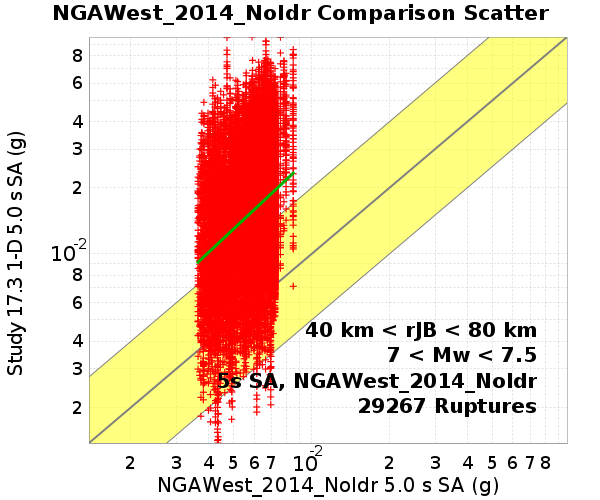 NGAWest_2014_NoIdr Comparison Scatter
8
6
4
3
2
10-2
8
6
4
3
2
Study 17.3 1-D 5.0 s SA (g)
40 km < rJB < 80 km
7 < Mw < 7.5
5s SA, NGAWest_2014_NoIdr
29267 Ruptures
2 3 4 5 6 7 10-2 2 3 4 5 6 7 8
NGAWest_2014_NoIdr 5.0 s SA (g)